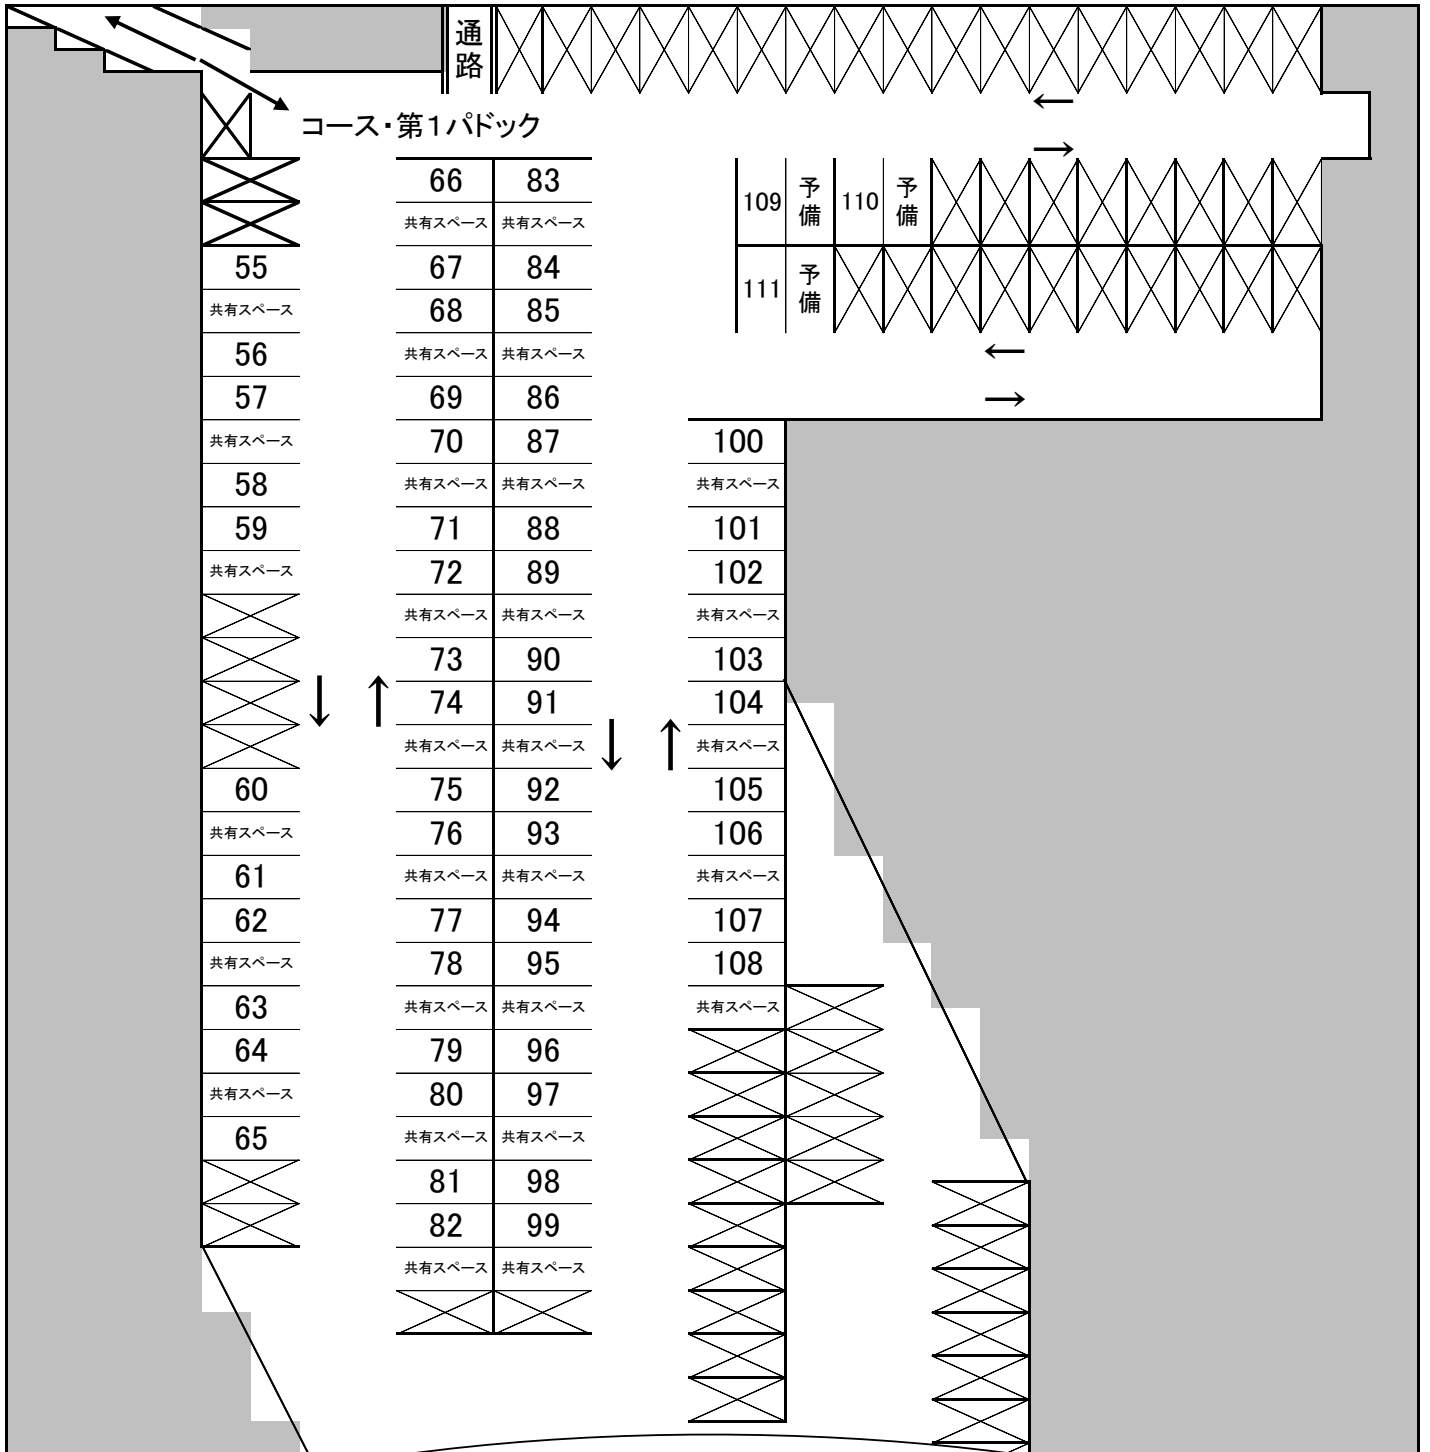 通路
コース・第1パドック
66 83
109 予備 110 予備
共有スペース 共有スペース
55 67 84
111 予備
共有スペース 68 85
56 共有スペース 共有スペース
57 69 86
共有スペース 70 87 100
58 共有スペース 共有スペース 共有スペース
59 71 88 101
共有スペース 72 89 102
共有スペース 共有スペース 共有スペース
73 90 103
74 91 104
共有スペース 共有スペース 共有スペース
60 75 92 105
共有スペース 76 93 106
61 共有スペース 共有スペース 共有スペース
62 77 94 107
共有スペース 78 95 108
63 共有スペース 共有スペース 共有スペース
64 79 96
共有スペース 80 97
65 共有スペース 共有スペース
81 98
82 99
共有スペース 共有スペース